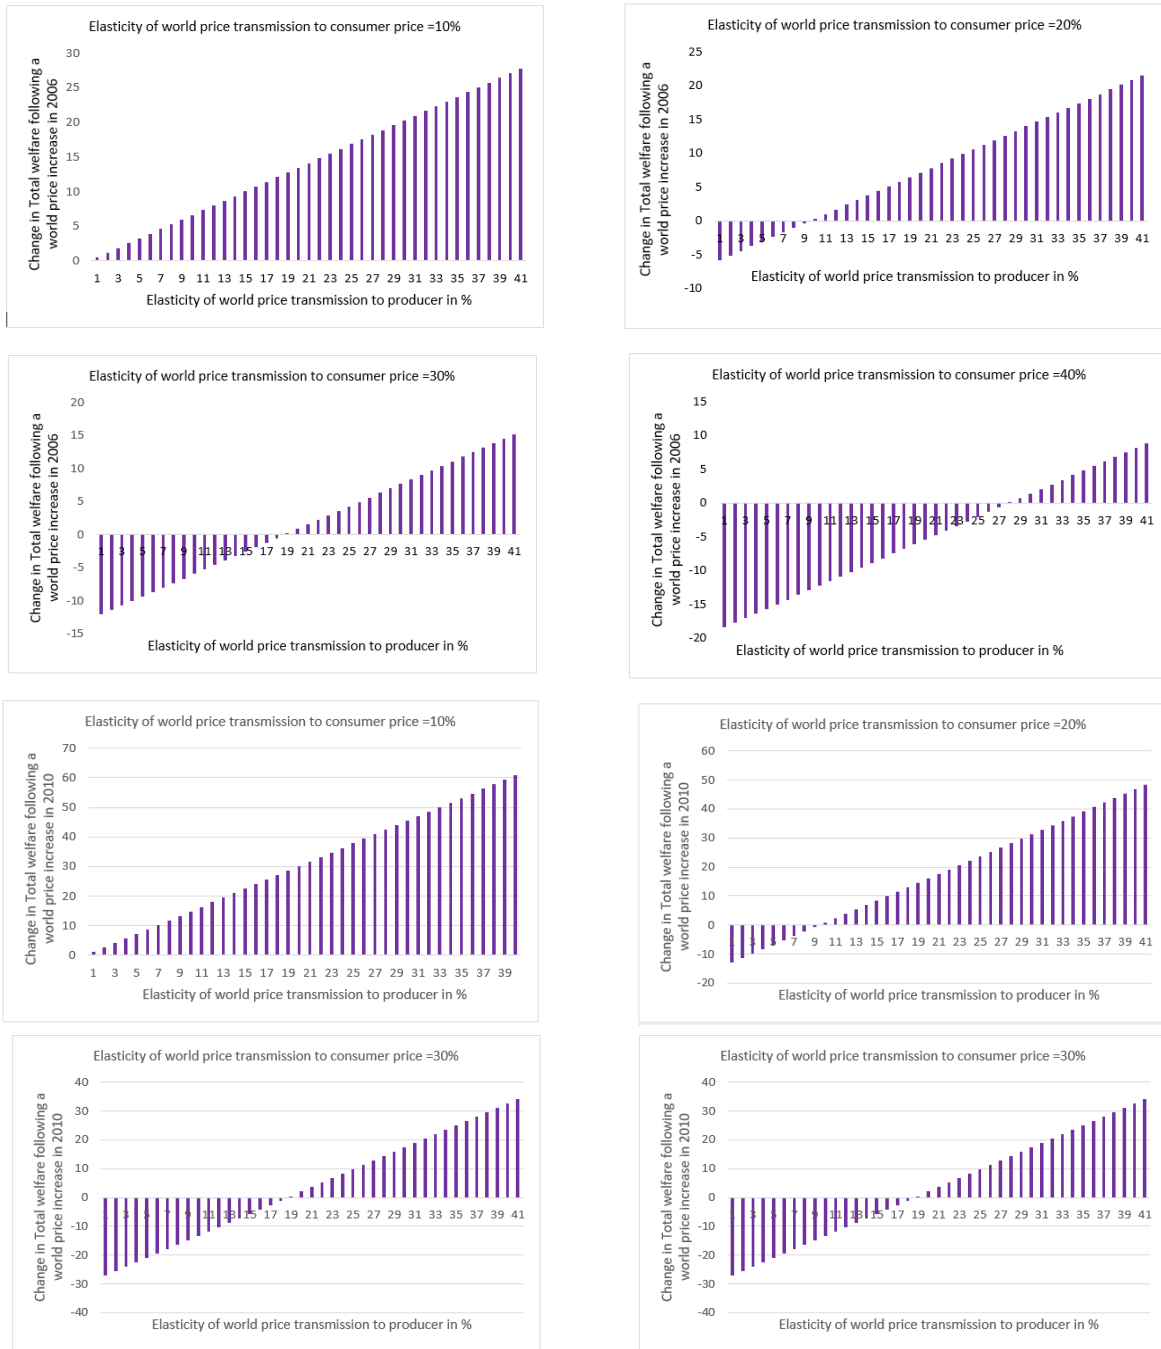 Elasticity of world price transmission to consumer price =10%
Change in Total welfare following a
world price increase in 2006
30
25
20
15
10
5
0
1 3 5 7 9 11 13 15 17 19 21 23 25 27 29 31 33 35 37 39 41
Elasticity of world price transmission to producer in %
Elasticity of world price transmission to consumer price =20%
Change in Total welfare following a
world price increase in 2006
25
20
15
10
5
0
-5
-10
1 3 5 7 9 11 13 15 17 19 21 23 25 27 29 31 33 35 37 39 41
Elasticity of world price transmission to producer in %
Elasticity of world price transmission to consumer price =30%
Change in Total welfare following a
world price increase in 2006
20
15
10
5
0
-5
-10
-15
1 3 5 7 9 11 13 15 17 19 21 23 25 27 29 31 33 35 37 39 41
Elasticity of world price transmission to producer in %
Elasticity of world price transmission to consumer price =40%
Change in Total welfare following a
world price increase in 2006
15
10
5
0
-5
-10
-15
-20
1 3 5 7 9 11 13 15 17 19 21 23 25 27 29 31 33 35 37 39 41
Elasticity of world price transmission to producer in %
Elasticity of world price transmission to consumer price =10%
Change in Total welfare following a
world price increase in 2010
70
60
50
40
30
20
10
0
1 3 5 7 9 11 13 15 17 19 21 23 25 27 29 31 33 35 37 39
Elasticity of world price transmission to producer in %
Elasticity of world price transmission to consumer price =20%
Change in Total welfare following a
world price increase in 2010
60
50
40
30
20
10
0
-10
-20
1 3 5 7 9 11 13 15 17 19 21 23 25 27 29 31 33 35 37 39 41
Elasticity of world price transmission to producer in %
Elasticity of world price transmission to consumer price =30%
Change in Total welfare following a
world price increase in 2010
40
30
20
10
0
-10
-20
-30
-40
1 3 5 7 9 11 13 15 17 19 21 23 25 27 29 31 33 35 37 39 41
Elasticity of world price transmission to producer in %
Elasticity of world price transmission to consumer price =30%
Change in Total welfare following a
world price increase in 2010
40
30
20
10
0
-10
-20
-30
-40
1 3 5 7 9 11 13 15 17 19 21 23 25 27 29 31 33 35 37 39 41
Elasticity of world price transmission to producer in %